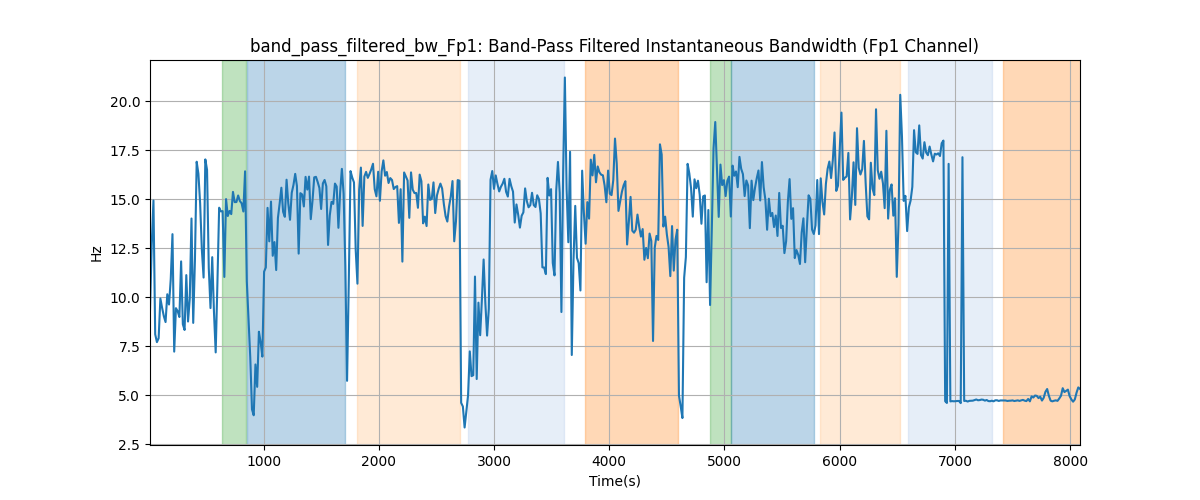 band_pass_filtered_bw_Fp1: Band-Pass Filtered Instantaneous Bandwidth (Fp1 Channel)
20.0
17.5
15.0
12.5
10.0
7.5
5.0
2.5
Hz
1000 2000 3000 4000 5000 6000 7000 8000
Time(s)